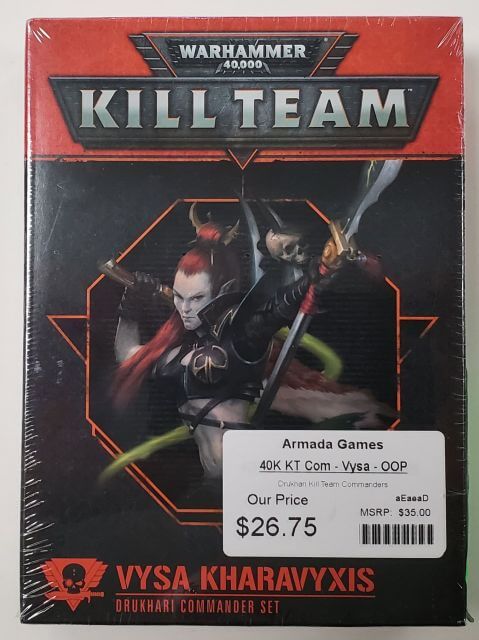 WARHAMMER
40,000
KILL TEAM
Armada Games
40K KT Com - Vysa - OOP
Drukhari Kill Team Commanders
Our Price
aEaeaD
MSRP: $35.00
$26.75
VYSA KHARAVYXIS
DRUKHARI COMMANDER SET